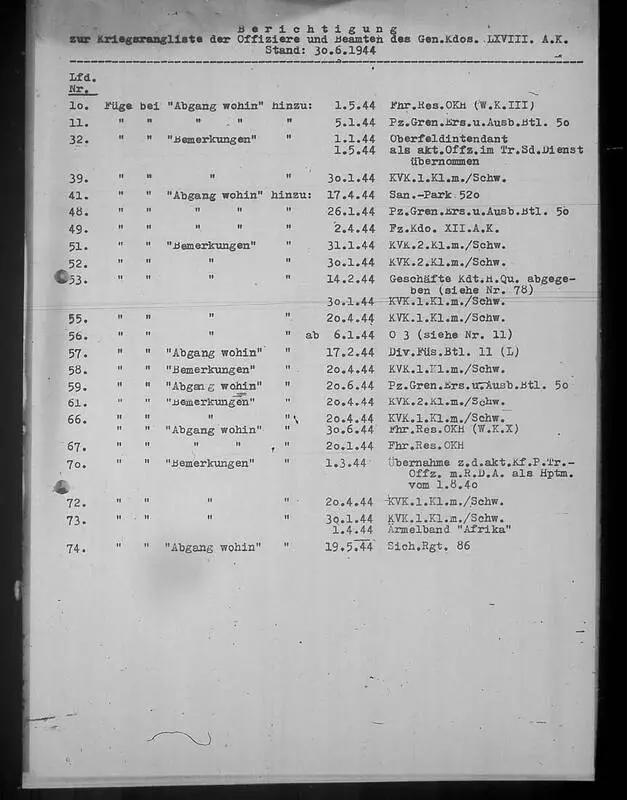 Berichtigung
zur Kriegsrangliste der Offiziere und Beamten des Gen.Kdos. LXVIII. A.K.
Stand: 30.6.1944
Lfd.
Nr.
10. Füge bei "Abgang wohin" hinzu: 1.5.44 Fhr.Res.OKH (W.K.III)
11. " " " " " 5.1.44 Pz.Gren.Ers.u.Ausb.Btl. 50
32. " " "Bemerkungen" " 1.1.44 Oberfeldintendant
1.5.44 als akt.Offz.im Tr.Sd.Dienst
übernommen
39. " " " " 30.1.44 KVK.1.Kl.m./Schw.
41. " " "Abgang wohin" hinzu: 17.4.44 San.-Park 520
48. " " " " " 26.1.44 Pz.Gren.Ers.u.Ausb.Btl. 50
49. " " " " " 2.4.44 Fz.Kdo. XII.A.K.
51. " " "Bemerkungen" " 31.1.44 KVK.2.Kl.m./Schw.
52. " " " " 30.1.44 KVK.2.Kl.m./Schw.
53. " " " " 14.2.44 Geschäfte Kdt.H.Qu. abgege-
ben (siehe Nr. 78)
30.1.44 KVK.1.Kl.m./Schw.
55. " " " " 20.4.44 KVK.1.Kl.m./Schw.
56. " " " " ab 6.1.44 O 3 (siehe Nr. 11)
57. " " "Abgang wohin" " 17.2.44 Div.Füs.Btl. 11 (L)
58. " " "Bemerkungen" " 20.4.44 KVK.1.Kl.m./Schw.
59. " " "Abgang wohin" " 20.6.44 Pz.Gren.Ers.u.Ausb.Btl. 50
61. " " "Bemerkungen" " 20.4.44 KVK.2.Kl.m./Schw.
66. " " " " 20.4.44 KVK.1.Kl.m./Schw.
" " "Abgang wohin" " 30.6.44 Fhr.Res.OKH (W.K.X)
67. " " " " " 20.1.44 Fhr.Res.OKH
70. " " "Bemerkungen" " 1.3.44 Übernahme z.d.akt.Kf.P.Tr.-
Offz. m.R.D.A. als Hptm.
vom 1.8.40
72. " " " " 20.4.44 KVK.1.Kl.m./Schw.
73. " " " " 30.1.44 KVK.1.Kl.m./Schw.
1.4.44 Ärmelband "Afrika"
74. " " "Abgang wohin" " 19.5.44 Sich.Rgt. 86